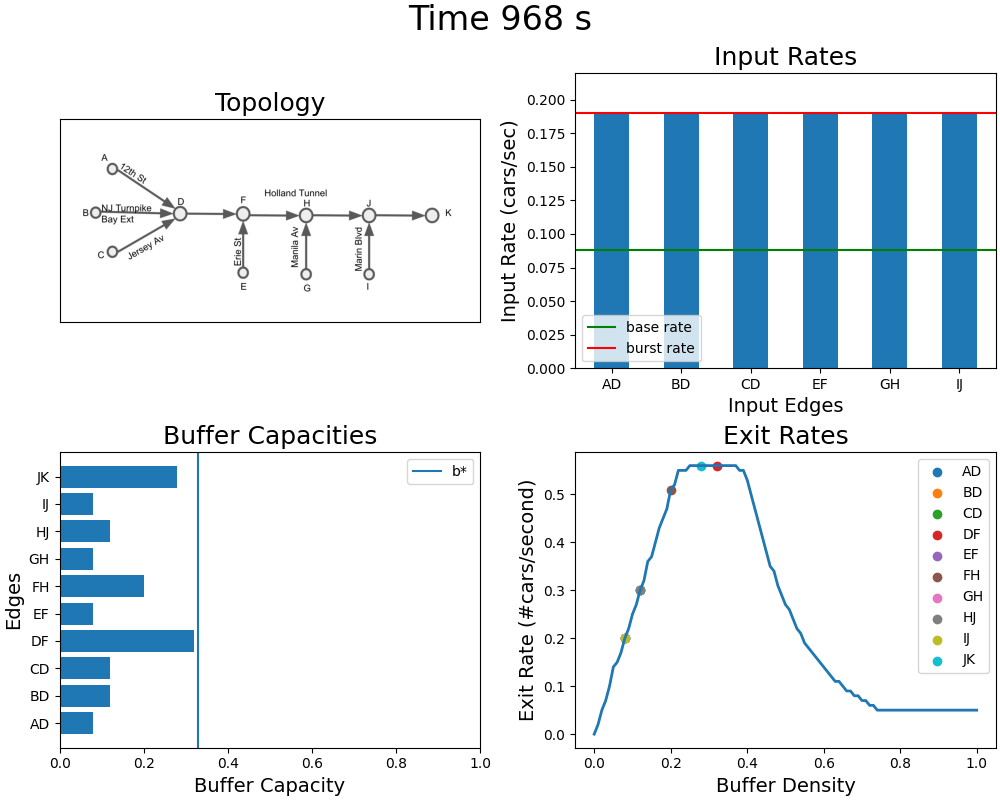 Time 968 s
Topology
A
12th St
B
NJ Turnpike
Bay Ext
C
Jersey Av
D
F
Holland Tunnel
H
J
K
Erie St
Manila Av
Marin Blvd
E
G
I
Input Rates
Input Rate (cars/sec)
0.200
0.175
0.150
0.125
0.100
0.075
0.050
0.025
0.000
base rate
burst rate
AD BD CD EF GH IJ
Input Edges
Buffer Capacities
Edges
JK
IJ
HJ
GH
FH
EF
DF
CD
BD
AD
b*
0.0 0.2 0.4 0.6 0.8 1.0
Buffer Capacity
Exit Rates
Exit Rate (#cars/second)
0.5
0.4
0.3
0.2
0.1
0.0
AD
BD
CD
DF
EF
FH
GH
HJ
IJ
JK
0.0 0.2 0.4 0.6 0.8 1.0
Buffer Density